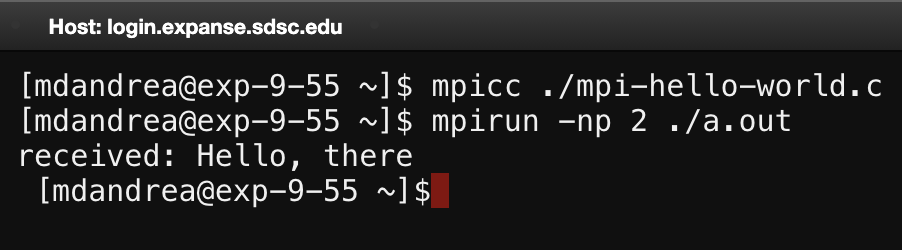 Host: login.expanse.sdsc.edu
[mdandrea@exp-9-55 ~]$ mpicc ./mpi-hello-world.c
[mdandrea@exp-9-55 ~]$ mpirun -np 2 ./a.out
received: Hello, there
[mdandrea@exp-9-55 ~]$